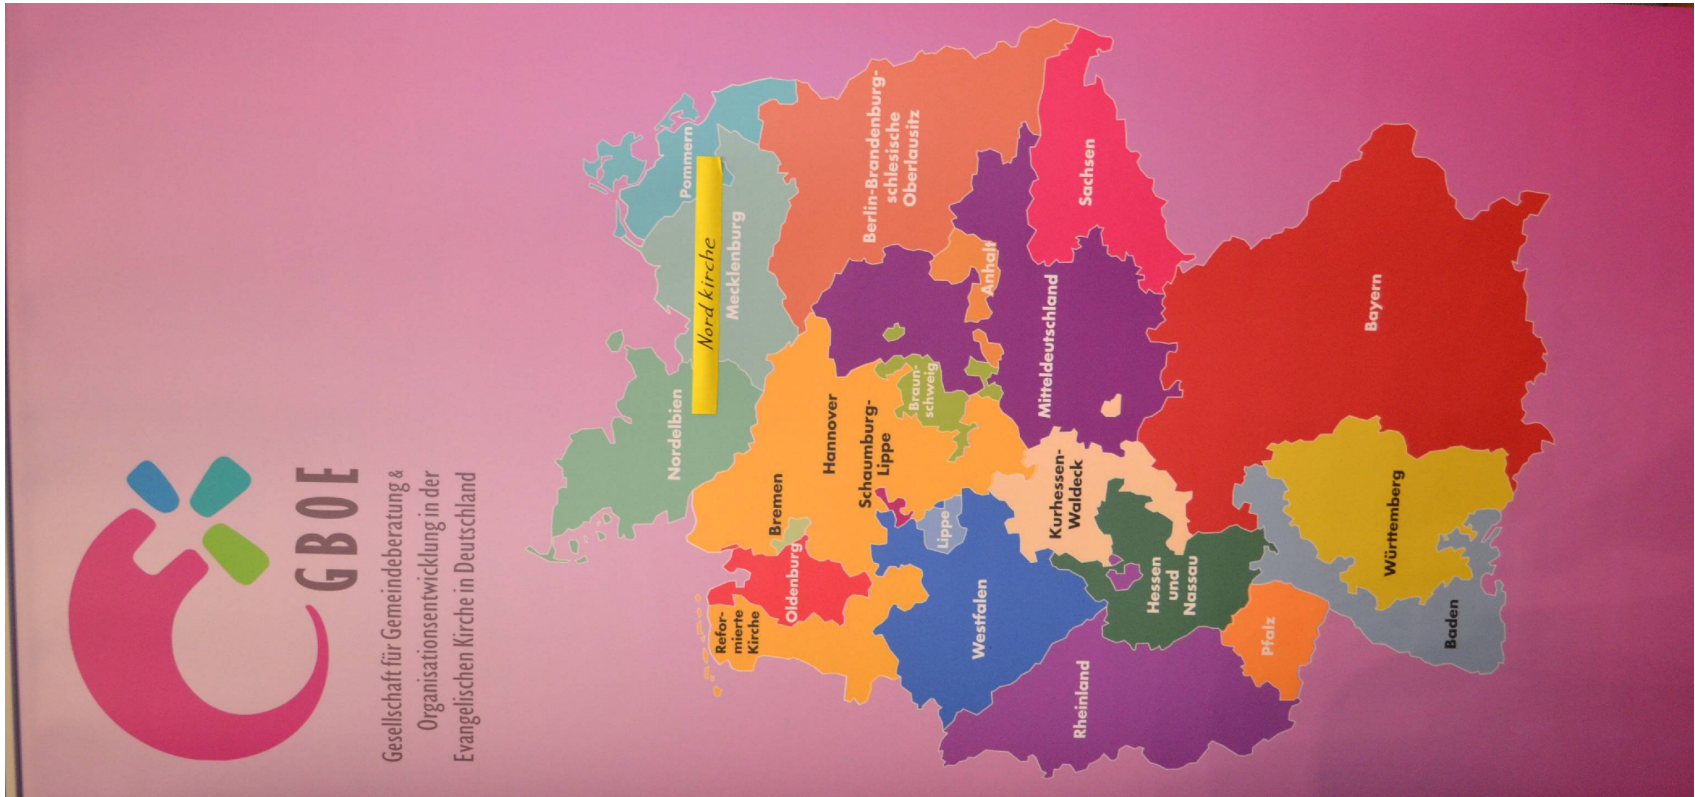 GBOE
Gesellschaft für Gemeindeberatung &
Organisationsentwicklung in der
Evangelischen Kirche in Deutschland
Nordelbien
Nordkirche
Pommern
Mecklenburg
Refor-
mierte
Kirche
Oldenburg
Bremen
Hannover
Schaumburg-
Lippe
Braun-
schweig
Berlin-Brandenburg-
schlesische
Oberlausitz
Lippe
Westfalen
Anhalt
Mitteldeutschland
Kurhessen-
Waldeck
Sachsen
Rheinland
Hessen
und
Nassau
Pfalz
Bayern
Württemberg
Baden